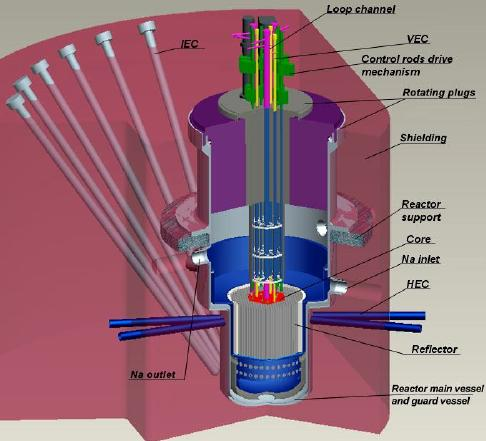 Loop channel
IEC
VEC
Control rods drive
mechanism
Rotating plugs
Shielding
Reactor
support
Core
Na inlet
HEC
Reflector
Na outlet
Reactor main vessel
and guard vessel